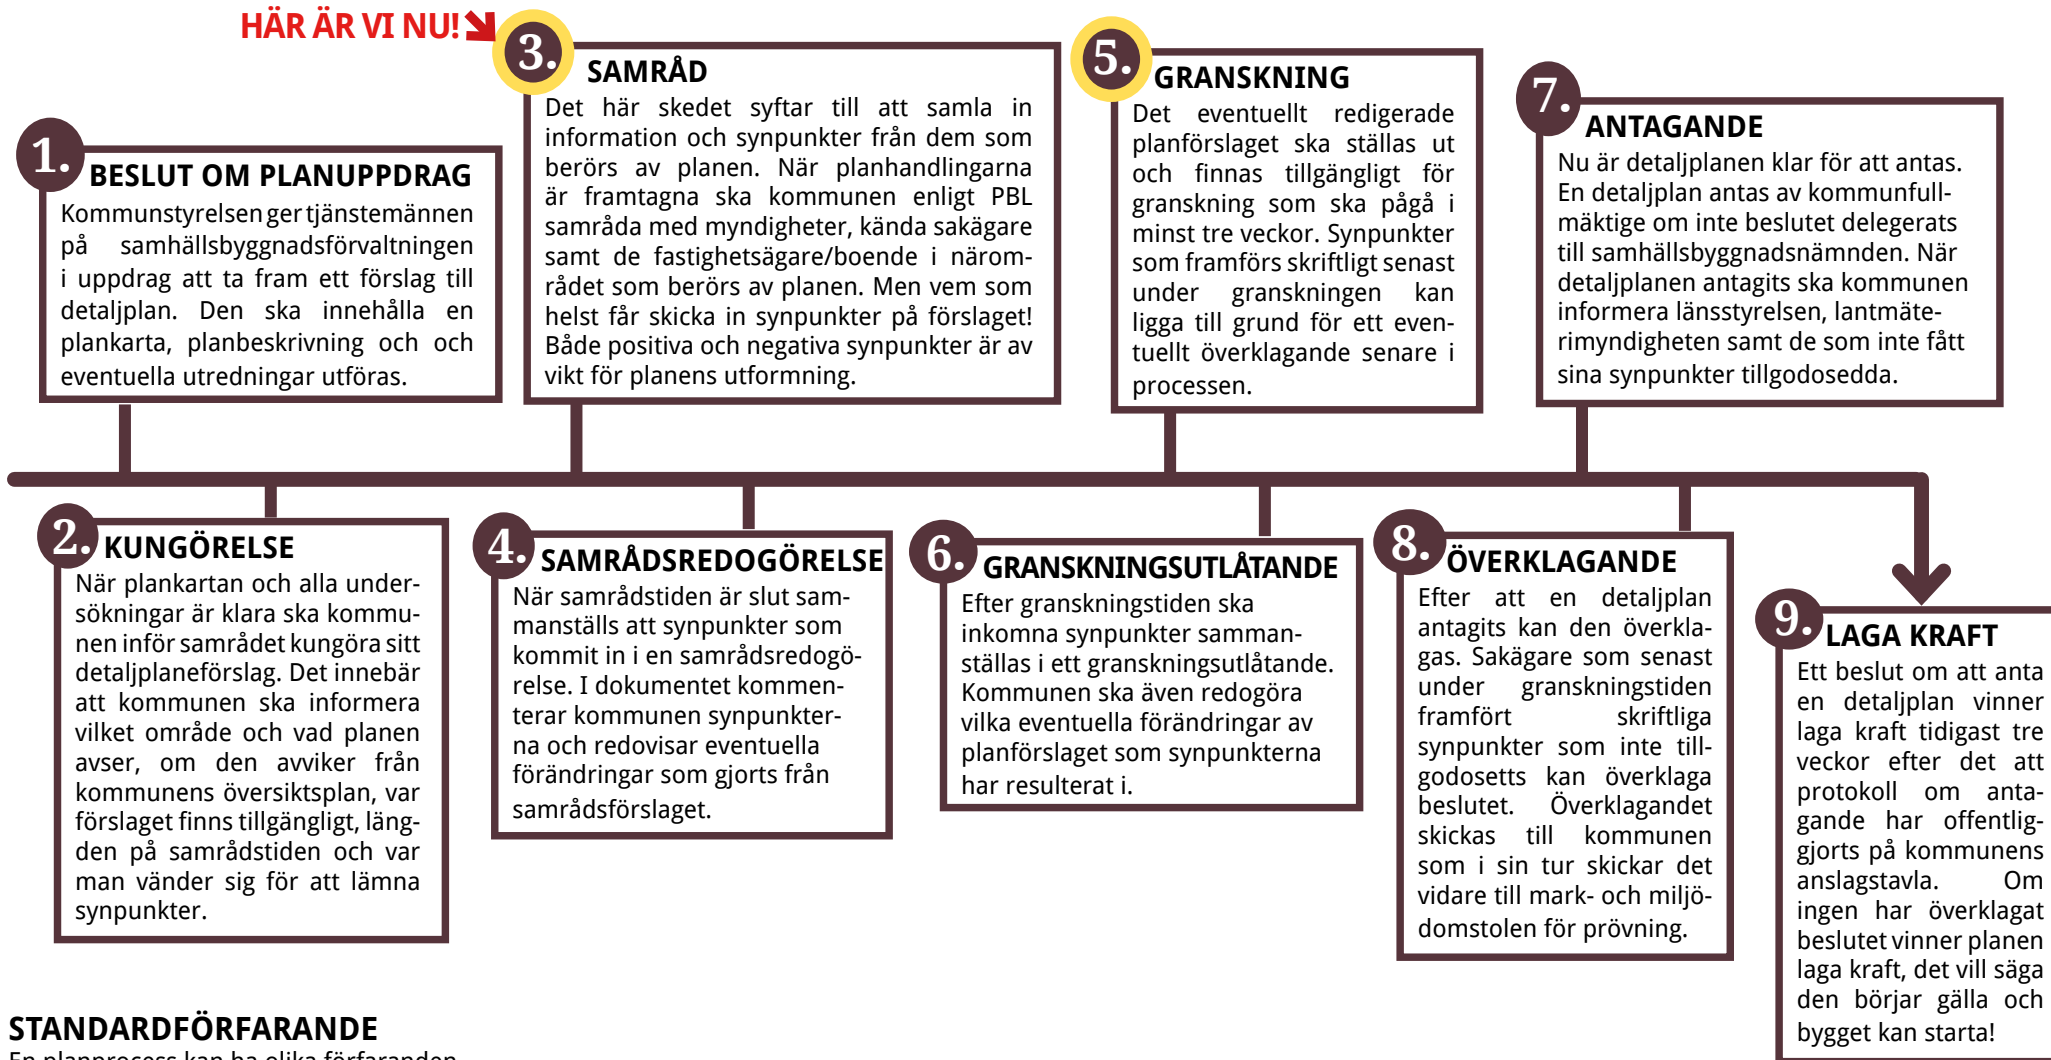 HÄR ÄR VI NU!
1.
BESLUT OM PLANUPPDRAG
Kommunstyrelsen ger tjänstemännen
på samhällsbyggnadsförvaltningen
i uppdrag att ta fram ett förslag till
detaljplan. Den ska innehålla en
plankarta, planbeskrivning och och
eventuella utredningar utföras.
2.
KUNGÖRELSE
När plankartan och alla under-
sökningar är klara ska kommu-
nen inför samrådet kungöra sitt
detaljplaneförslag. Det innebär
att kommunen ska informera
vilket område och vad planen
avser, om den avviker från
kommunens översiktsplan, var
förslaget finns tillgängligt, läng-
den på samrådstiden och var
man vänder sig för att lämna
synpunkter.
3.
SAMRÅD
Det här skedet syftar till att samla in
information och synpunkter från dem som
berörs av planen. När planhandlingarna
är framtagna ska kommunen enligt PBL
samråda med myndigheter, kända sakägare
samt de fastighetsägare/boende i närom-
rådet som berörs av planen. Men vem som
helst får skicka in synpunkter på förslaget!
Både positiva och negativa synpunkter är av
vikt för planens utformning.
4.
SAMRÅDSREDOGÖRELSE
När samrådstiden är slut sam-
manställs att synpunkter som
kommit in i en samrådsredogö-
relse. I dokumentet kommen-
terar kommunen synpunkter-
na och redovisar eventuella
förändringar som gjorts från
samrådsförslaget.
5.
GRANSKNING
Det eventuellt redigerade
planförslaget ska ställas ut
och finnas tillgängligt för
granskning som ska pågå i
minst tre veckor. Synpunkter
som framförs skriftligt senast
under granskningen kan
ligga till grund för ett even-
tuellt överklagande senare i
processen.
6.
GRANSKNINGSUTLÅTANDE
Efter granskningstiden ska
inkomna synpunkter samman-
ställas i ett granskningsutlåtande.
Kommunen ska även redogöra
vilka eventuella förändringar av
planförslaget som synpunkterna
har resulterat i.
7.
ANTAGANDE
Nu är detaljplanen klar för att antas.
En detaljplan antas av kommunfull-
mäktige om inte beslutet delegerats
till samhällsbyggnadsnämnden. När
detaljplanen antagits ska kommunen
informera länsstyrelsen, lantmäte-
rimyndigheten samt de som inte fått
sina synpunkter tillgodosedda.
8.
ÖVERKLAGANDE
Efter att en detaljplan
antagits kan den överkla-
gas. Sakägare som senast
under granskningstiden
framfört skriftliga
synpunkter som inte till-
godosetts kan överklaga
beslutet. Överklagandet
skickas till kommunen
som i sin tur skickar det
vidare till mark- och miljö-
domstolen för prövning.
9.
LAGA KRAFT
Ett beslut om att anta
en detaljplan vinner
laga kraft tidigast tre
veckor efter det att
protokoll om anta-
gande har offentlig-
gjorts på kommunens
anslagstavla. Om
ingen har överklagat
beslutet vinner planen
laga kraft, det vill säga
den börjar gälla och
bygget kan starta!
STANDARDFÖRFARANDE
En planprocess kan ha olika förfaranden